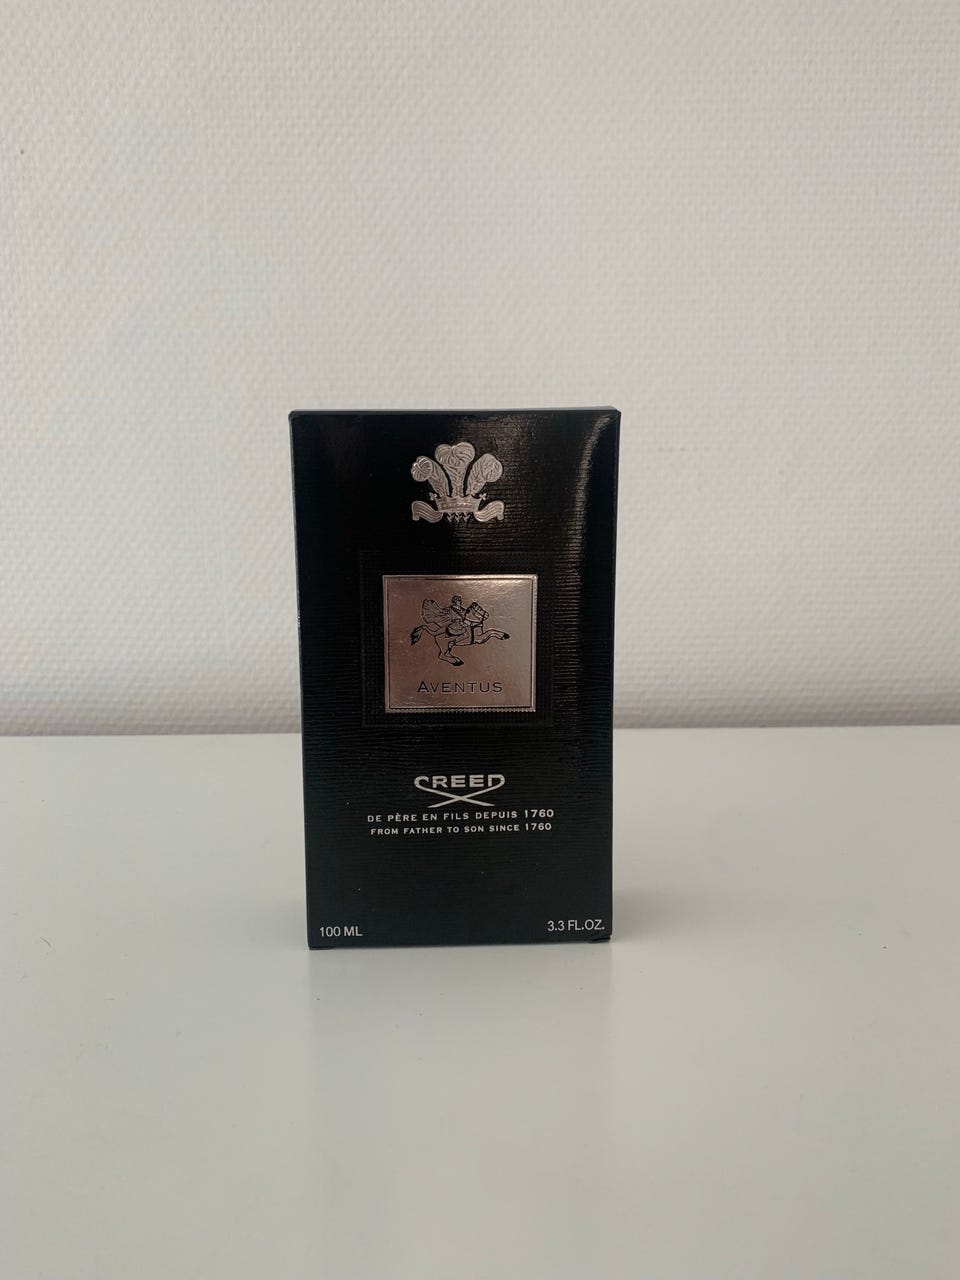 AVENTUS
CREED
DE PÈRE EN FILS DEPUIS 1760
FROM FATHER TO SON SINCE 1760
100 ML 3.3 FL.OZ.